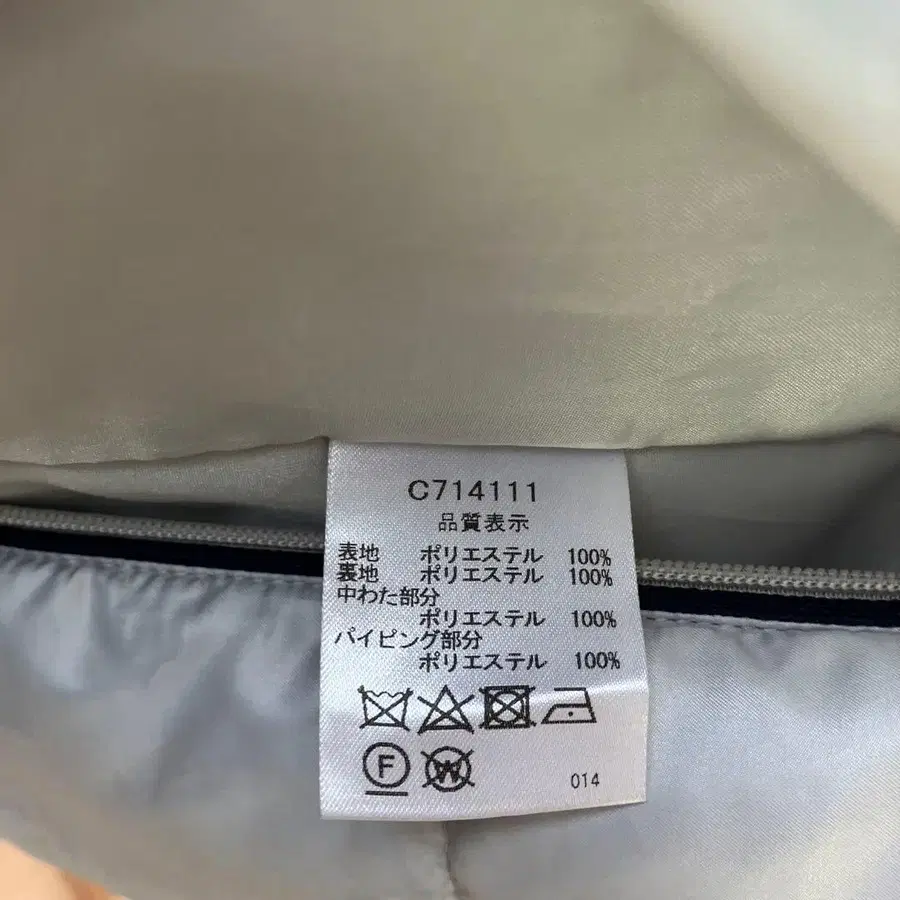 C714111
品質表示
表地 ポリエステル 100%
裏地 ポリエステル 100%
中わた部分
ポリエステル 100%
パイピング部分
ポリエステル 100%
F W
014